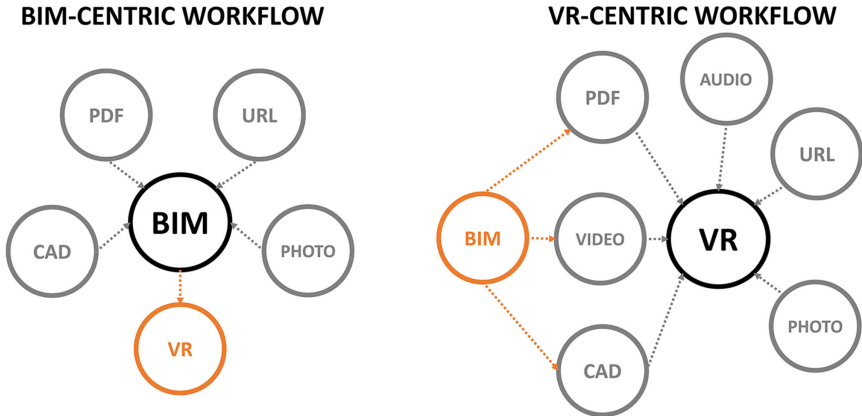 BIM-CENTRIC WORKFLOW
PDF
URL
BIM
CAD
PHOTO
VR
VR-CENTRIC WORKFLOW
AUDIO
PDF
URL
BIM
VIDEO
VR
PHOTO
CAD